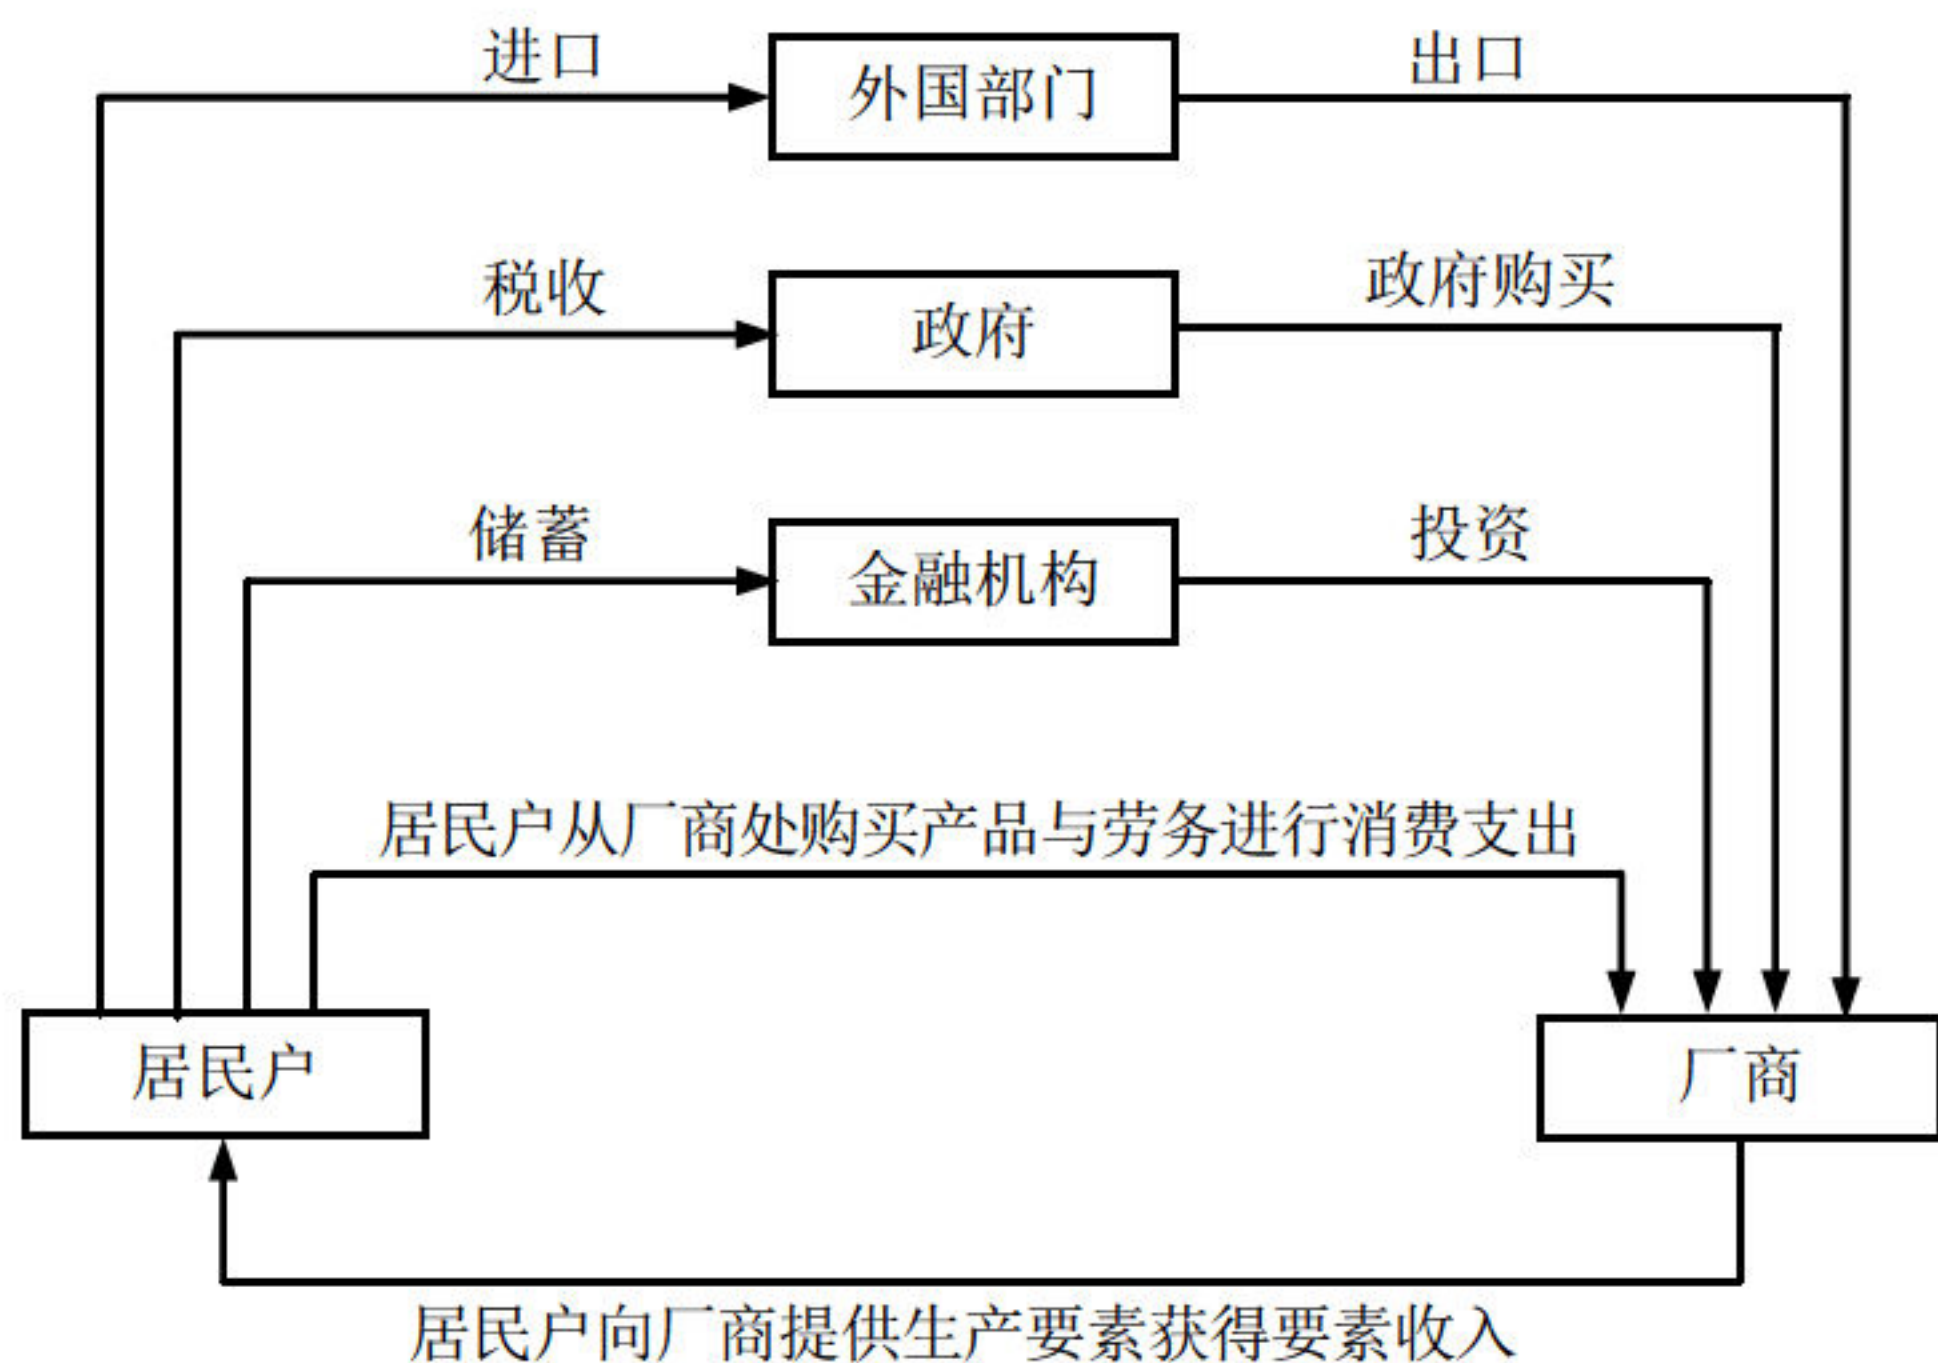 进口
外国部门
出口
税收
政府
政府购买
储蓄
金融机构
投资
居民户从厂商处购买产品与劳务进行消费支出
居民户
厂商
居民户向厂商提供生产要素获得要素收入